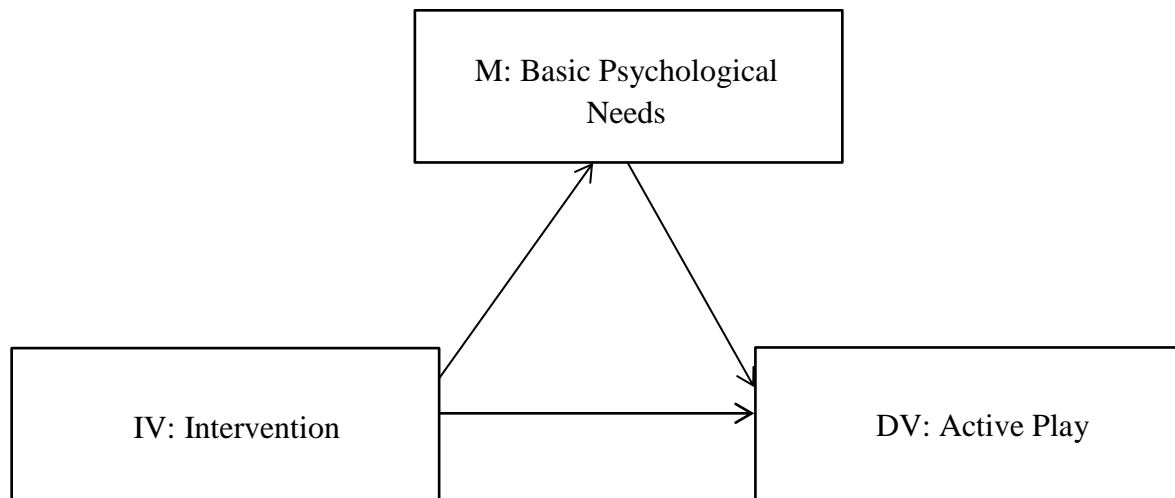 M: Basic Psychological
Needs
IV: Intervention
DV: Active Play